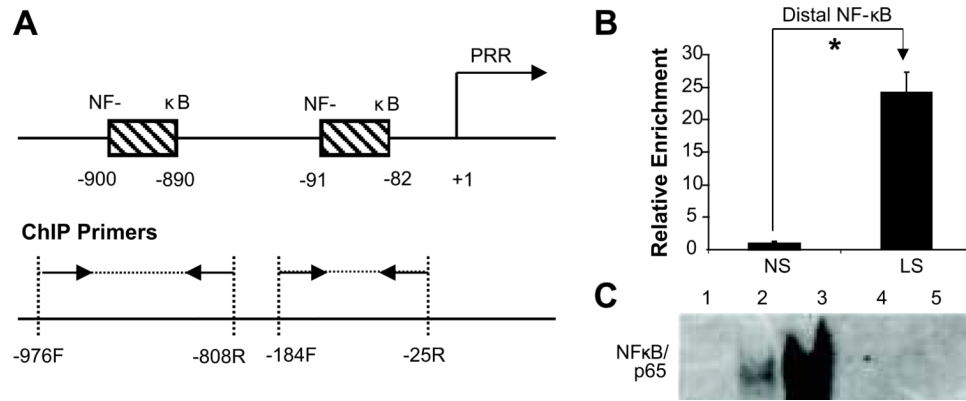 A
PRR
NF- κB
NF- κB
-900 -890 -91 -82 +1
ChIP Primers
-976F -808R -184F -25R
B
Distal NF-κB
*
Relative Enrichment
30
25
20
15
10
5
0
NS LS
C
1 2 3 4 5
NFκB/
p65